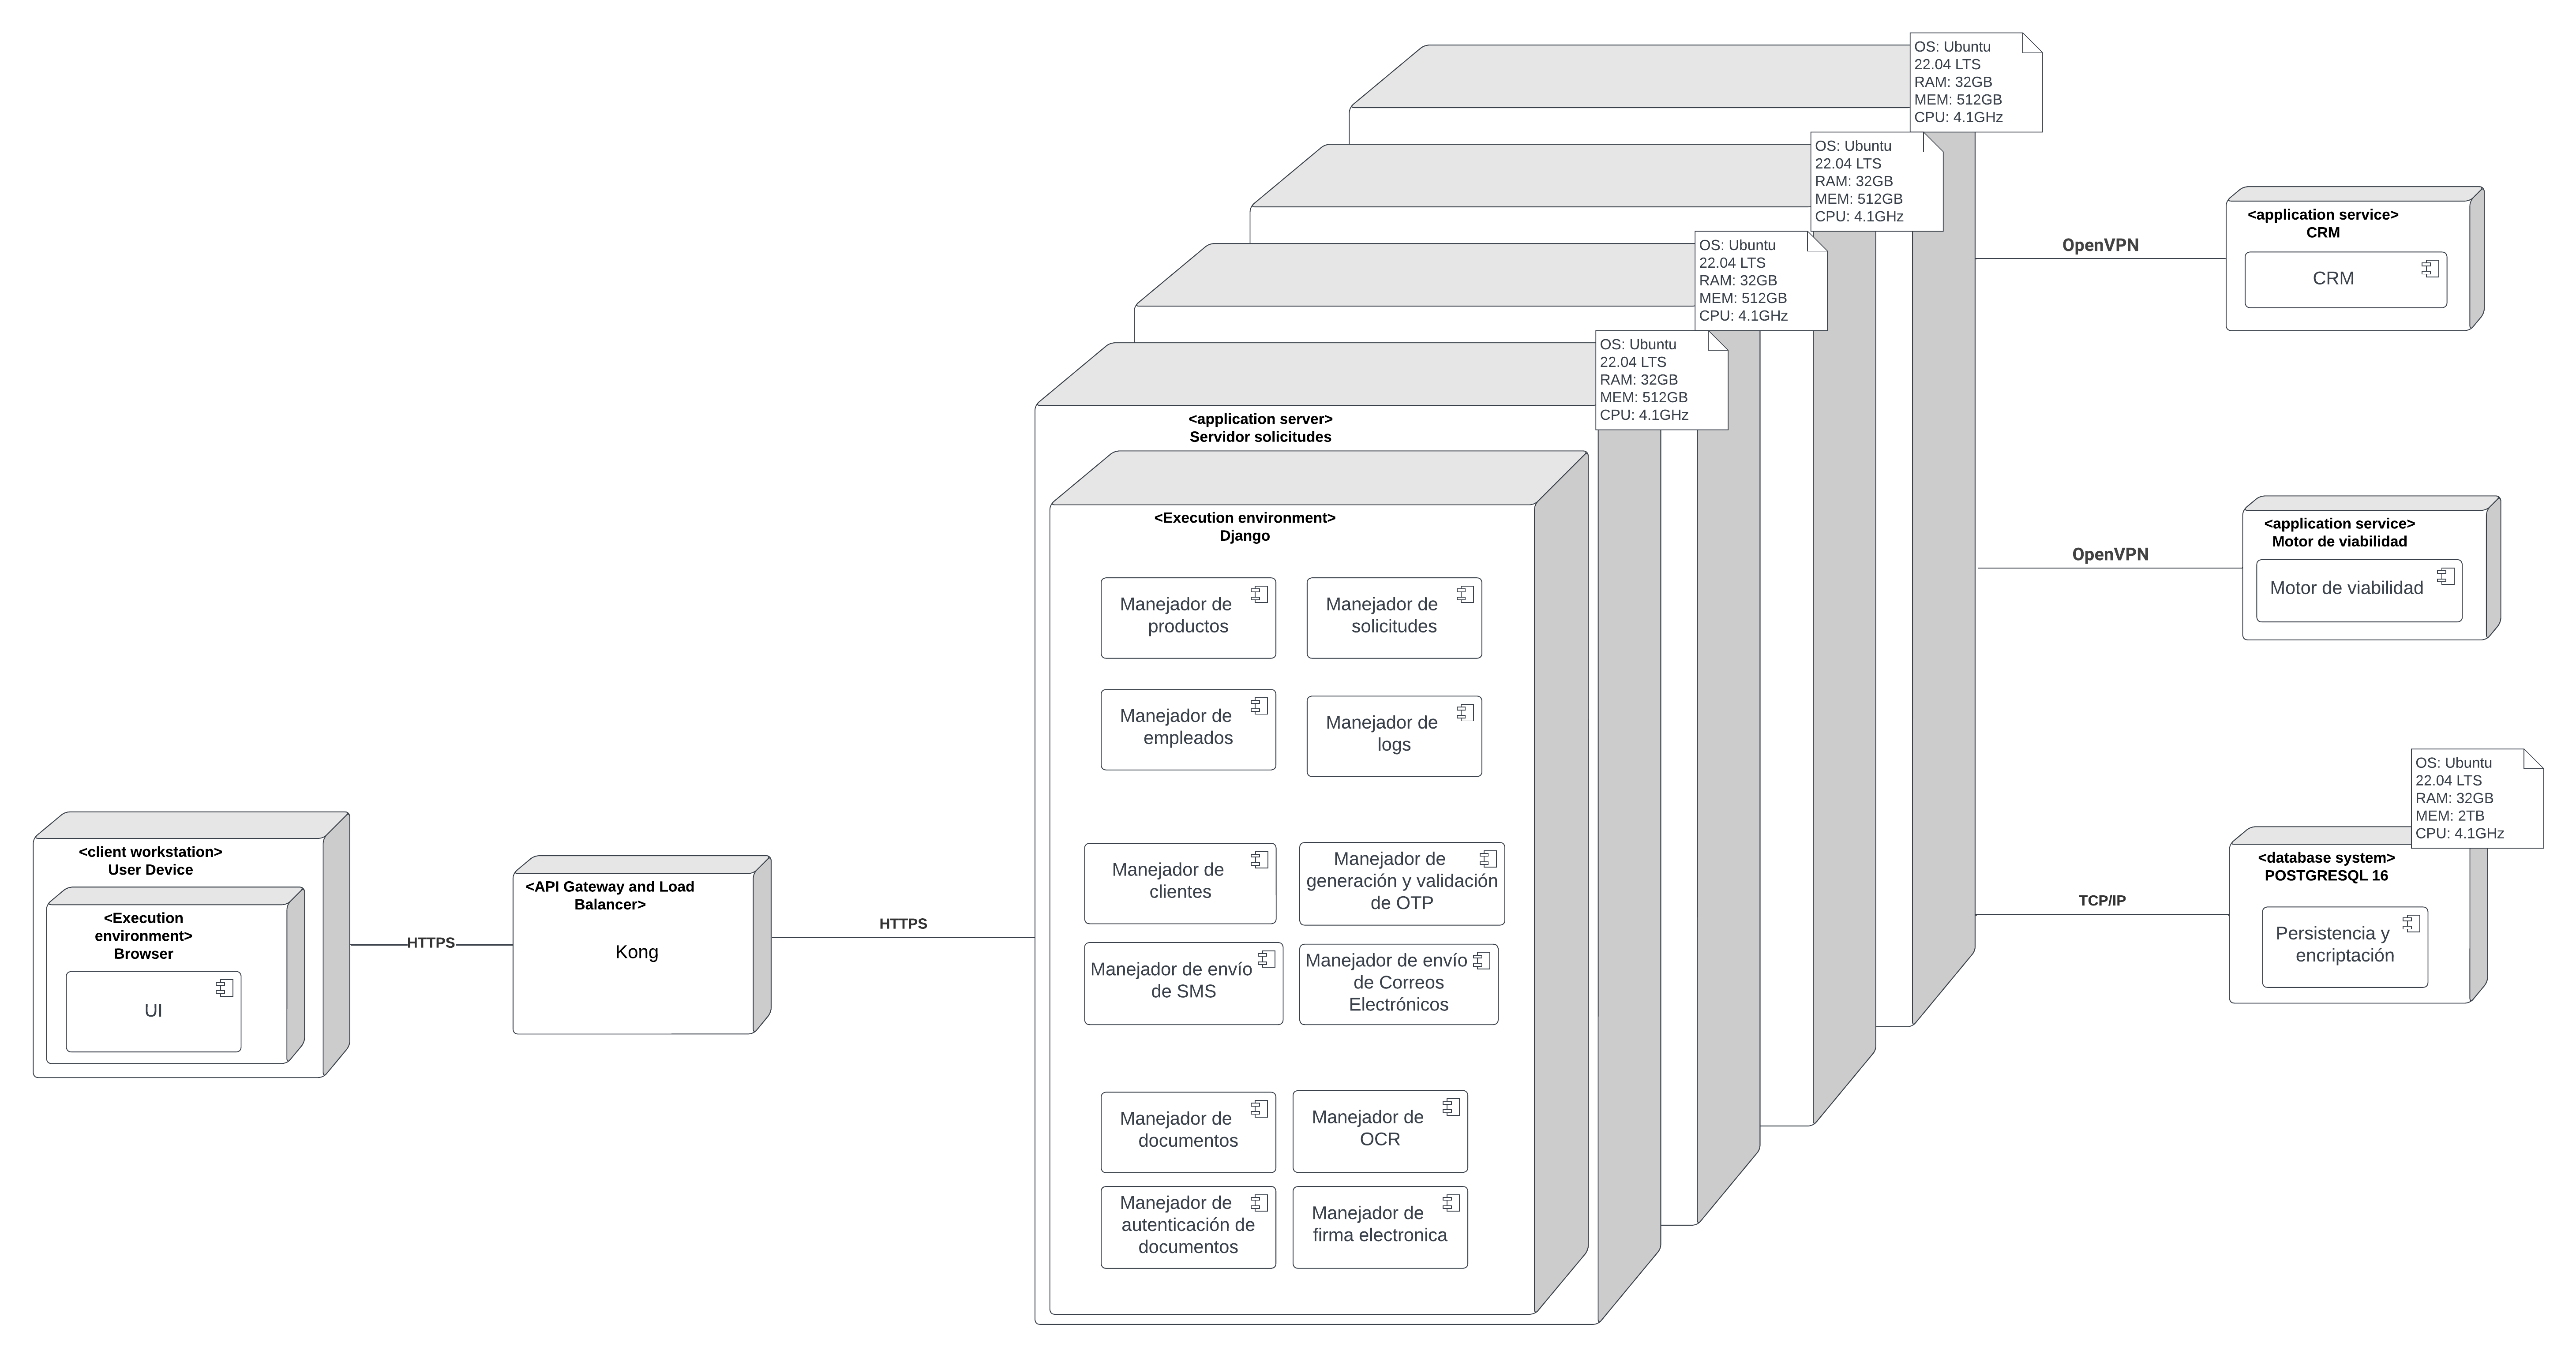 OS: Ubuntu
22.04 LTS
RAM: 32GB
MEM: 512GB
CPU: 4.1GHz
OS: Ubuntu
22.04 LTS
RAM: 32GB
MEM: 512GB
CPU: 4.1GHz
OS: Ubuntu
22.04 LTS
RAM: 32GB
MEM: 512GB
CPU: 4.1GHz
OS: Ubuntu
22.04 LTS
RAM: 32GB
MEM: 512GB
CPU: 4.1GHz
<client workstation>
User Device
<Execution
environment>
Browser
UI
HTTPS
<API Gateway and Load
Balancer>
Kong
HTTPS
<application server>
Servidor solicitudes
<Execution environment>
Django
Manejador de
productos
Manejador de
solicitudes
Manejador de
empleados
Manejador de
logs
Manejador de
clientes
Manejador de
generación y validación
de OTP
Manejador de envío
de SMS
Manejador de envío
de Correos
Electrónicos
Manejador de
documentos
Manejador de
OCR
Manejador de
autenticación de
documentos
Manejador de
firma electronica
OpenVPN
<application service>
CRM
CRM
OpenVPN
<application service>
Motor de viabilidad
Motor de viabilidad
TCP/IP
OS: Ubuntu
22.04 LTS
RAM: 32GB
MEM: 2TB
CPU: 4.1GHz
<database system>
POSTGRESQL 16
Persistencia y
encriptación